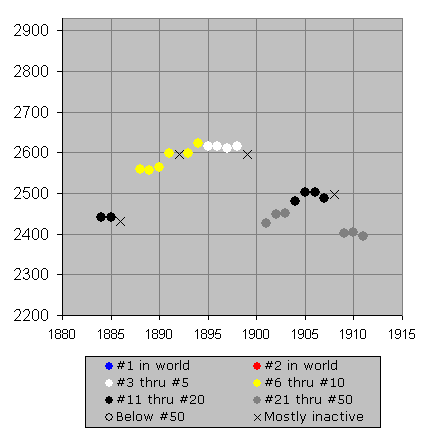 2900
2800
2700
2600
2500
2400
2300
2200
1880 1885 1890 1895 1900 1905 1910 1915
#1 in world #2 in world
#3 thru #5 #6 thru #10
#11 thru #20 #21 thru #50
Below #50 Mostly inactive